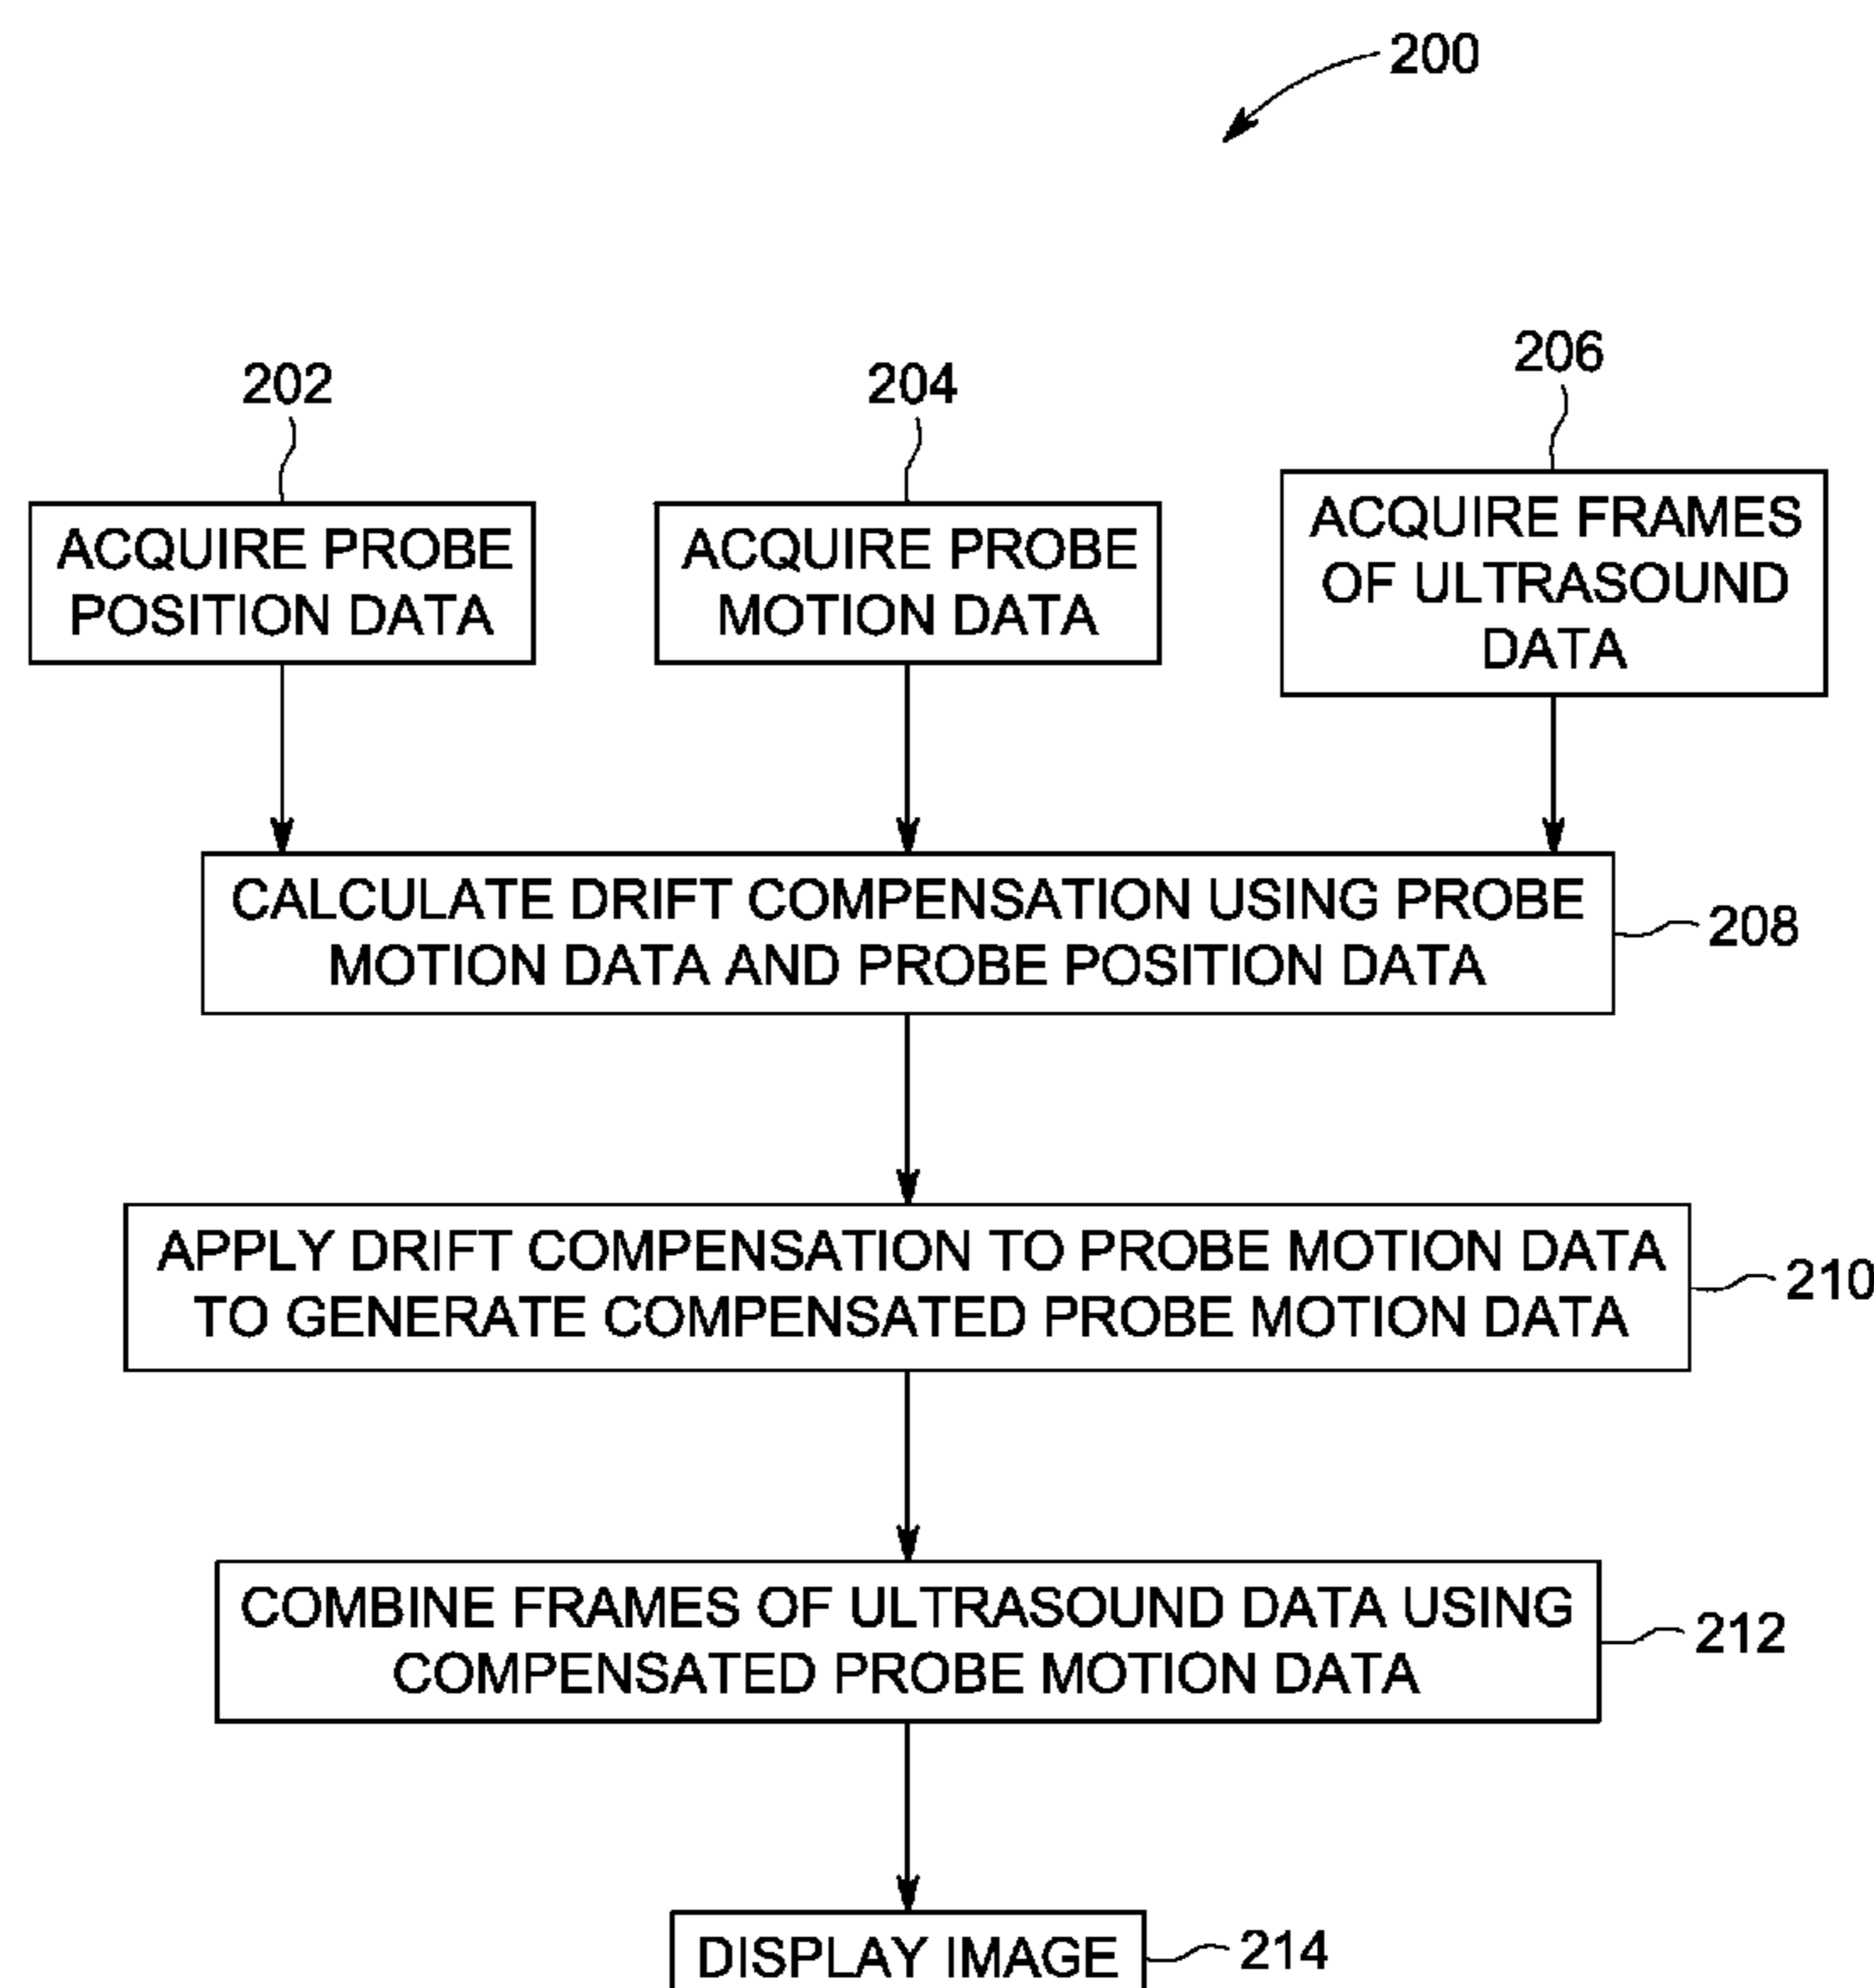 200
202
204
206
ACQUIRE PROBE
POSITION DATA
ACQUIRE PROBE
MOTION DATA
ACQUIRE FRAMES
OF ULTRASOUND
DATA
CALCULATE DRIFT COMPENSATION USING PROBE
MOTION DATA AND PROBE POSITION DATA
208
APPLY DRIFT COMPENSATION TO PROBE MOTION DATA
TO GENERATE COMPENSATED PROBE MOTION DATA
210
COMBINE FRAMES OF ULTRASOUND DATA USING
COMPENSATED PROBE MOTION DATA
212
DISPLAY IMAGE
214